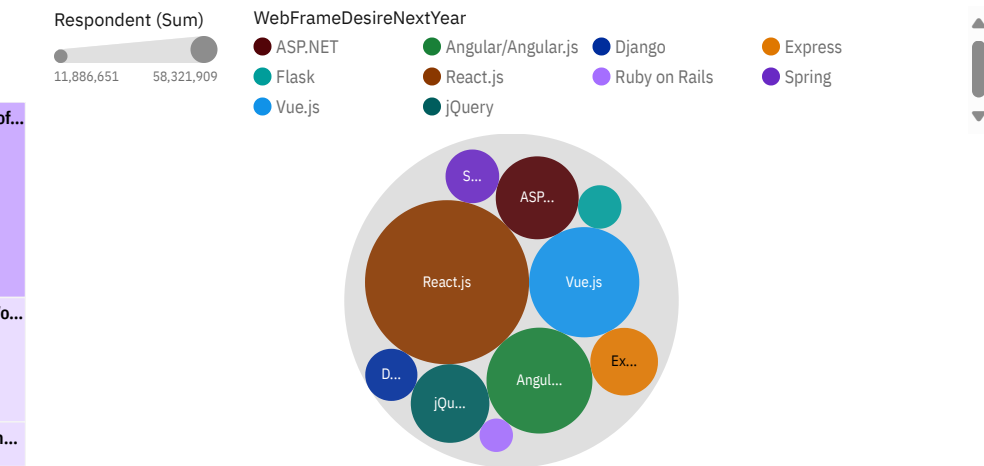 Respondent (Sum)
11,886,651 58,321,909
WebFrameDesireNextYear
ASP.NET Angular/Angular.js Django Express
Flask React.js Ruby on Rails Spring
Vue.js jQuery
of...
S...
ASP...
React.js Vue.js
o...
Ex...
D... Angul...
jQu...
...